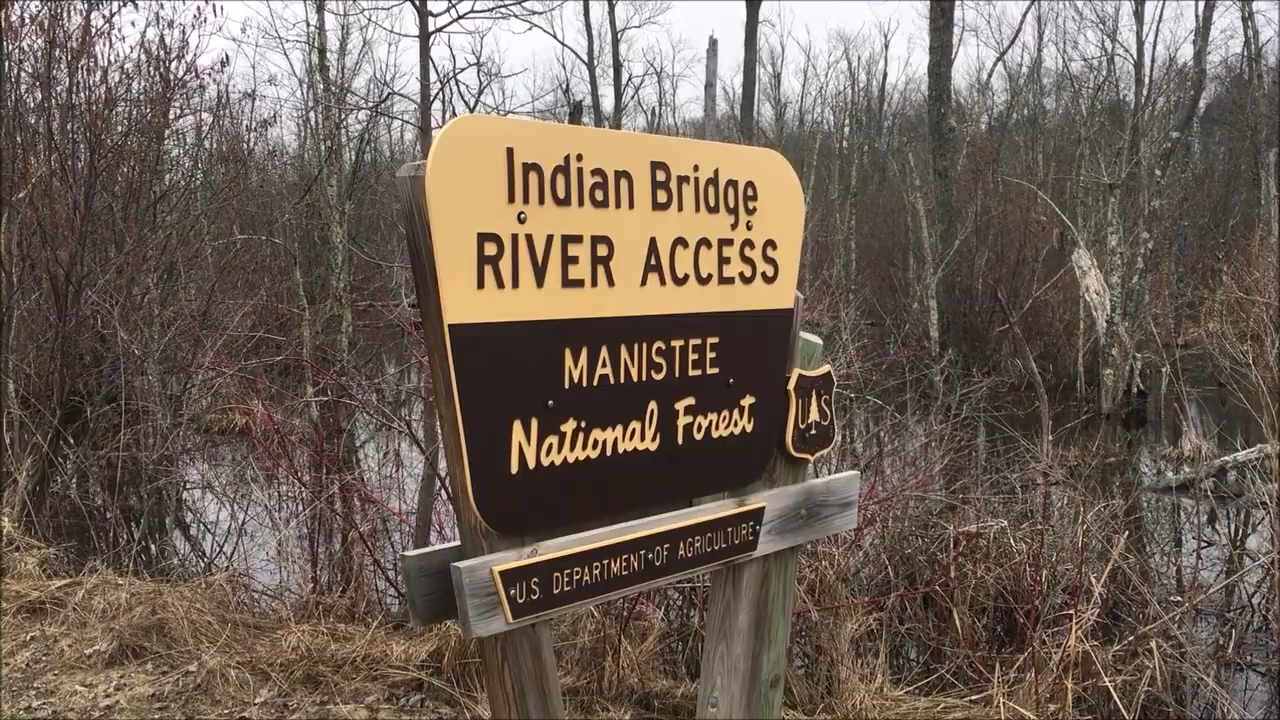 Indian Bridge
RIVER ACCESS
MANISTEE
National Forest
U S
U.S. DEPARTMENT OF AGRICULTURE